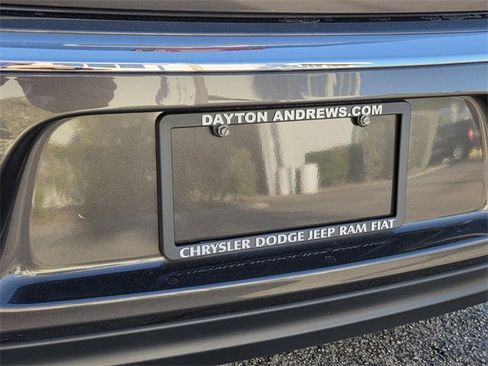 DAYTON ANDREWS.COM
CHRYSLER DODGE JEEP RAM FIAT